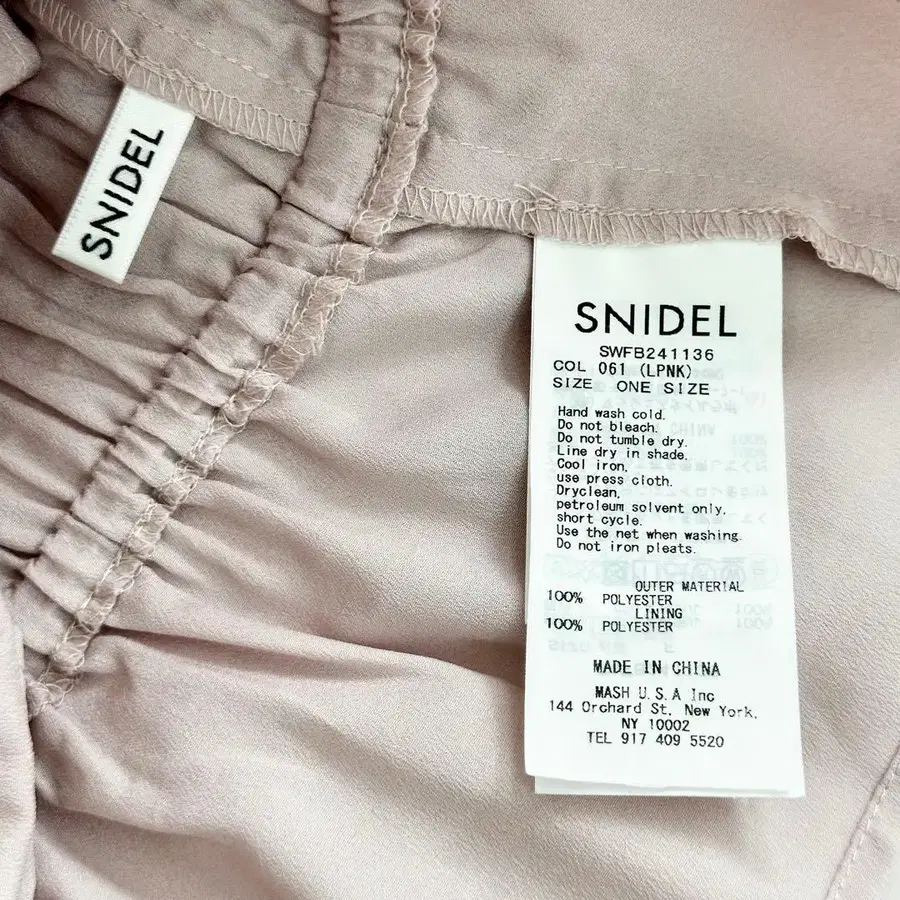 SNIDEL
SNIDEL
SWFB241136
COL 061 (LPNK)
SIZE ONE SIZE
Hand wash cold.
Do not bleach.
Do not tumble dry.
Line dry in shade.
Cool iron,
use press cloth.
Dryclean,
petroleum solvent only,
short cycle.
Use the net when washing.
Do not iron pleats.
OUTER MATERIAL
100% POLYESTER
LINING
100% POLYESTER
MADE IN CHINA
MASH U.S.A Inc
144 Orchard St, New York,
NY 10002
TEL 917 409 5520